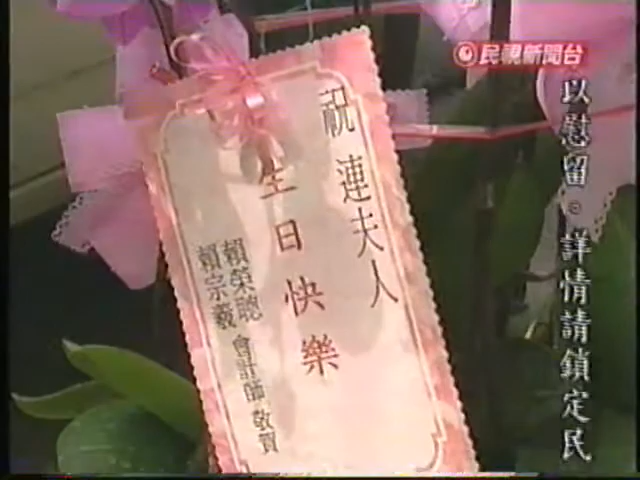 民視新聞台
以慰留。詳情請鎖定民
祝 連夫人
生日快樂
賴榮聰
賴宗羲 會計師 敬賀